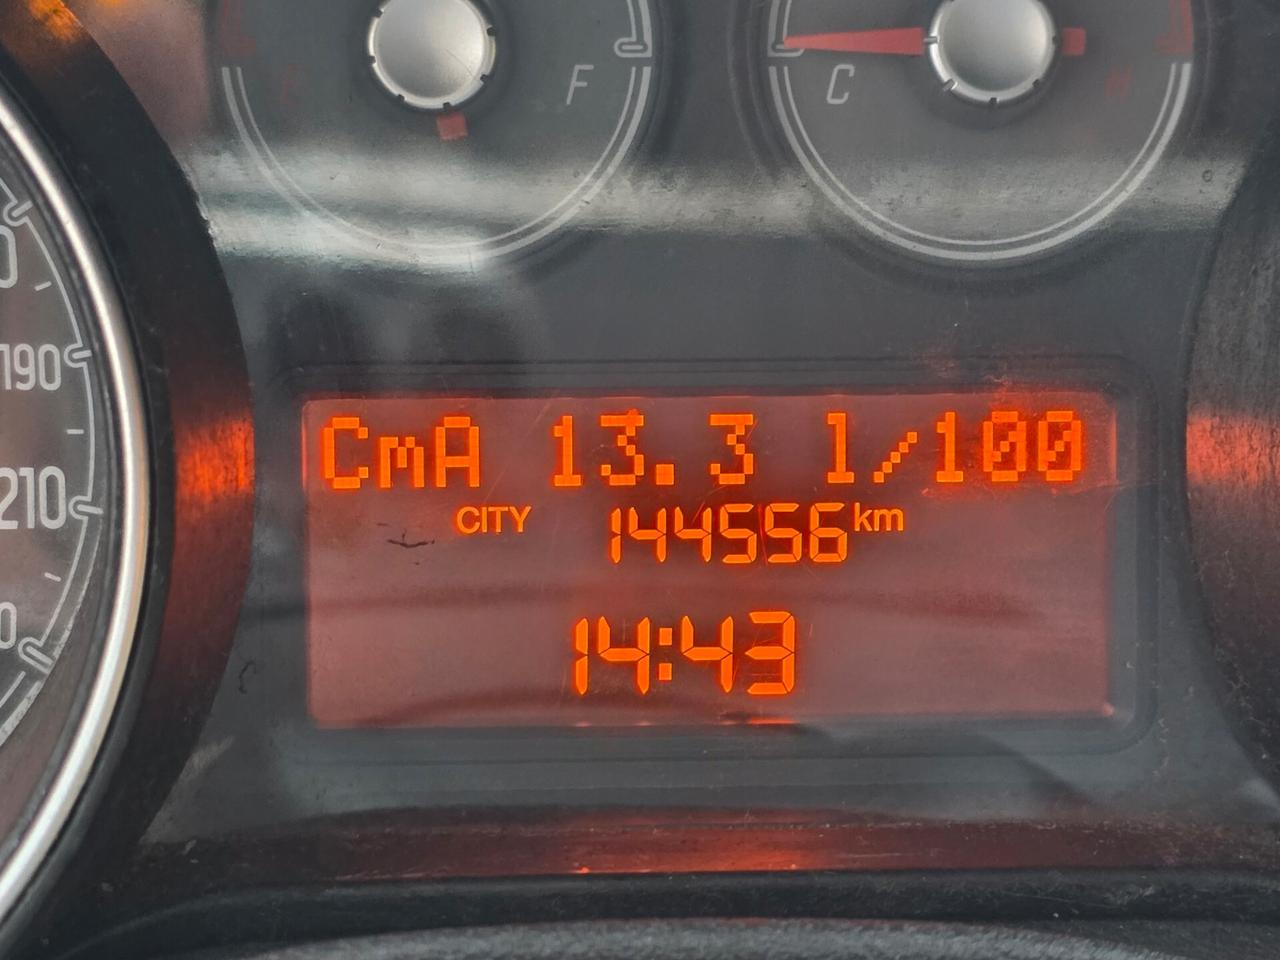 E F
C H
190
210
CmA 13.3 l/100
CITY 144556 km
14:43